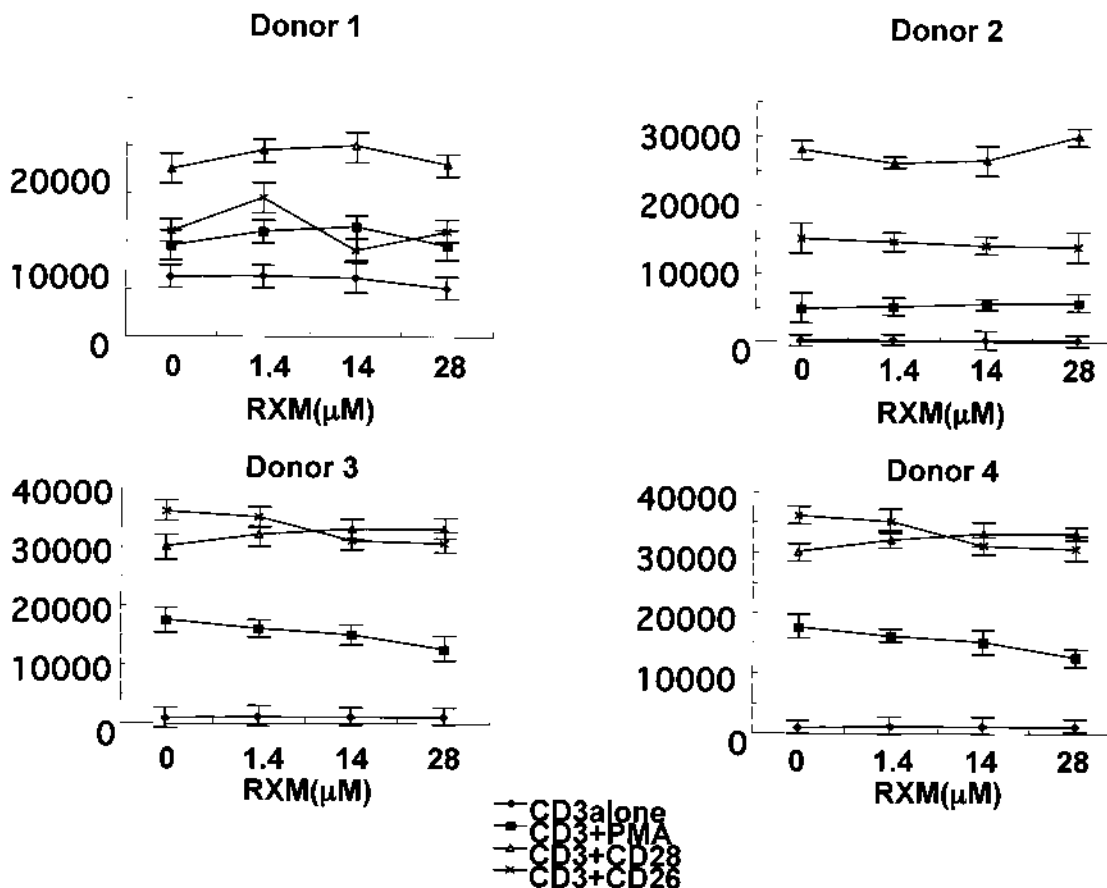 Donor 1
20000
10000
0
0 1.4 14 28
RXM(μM)
Donor 2
30000
20000
10000
0
0 1.4 14 28
RXM(μM)
Donor 3
40000
30000
20000
10000
0
0 1.4 14 28
RXM(μM)
Donor 4
40000
30000
20000
10000
0
0 1.4 14 28
RXM(μM)
CD3alone
CD3+PMA
CD3+CD28
CD3+CD26